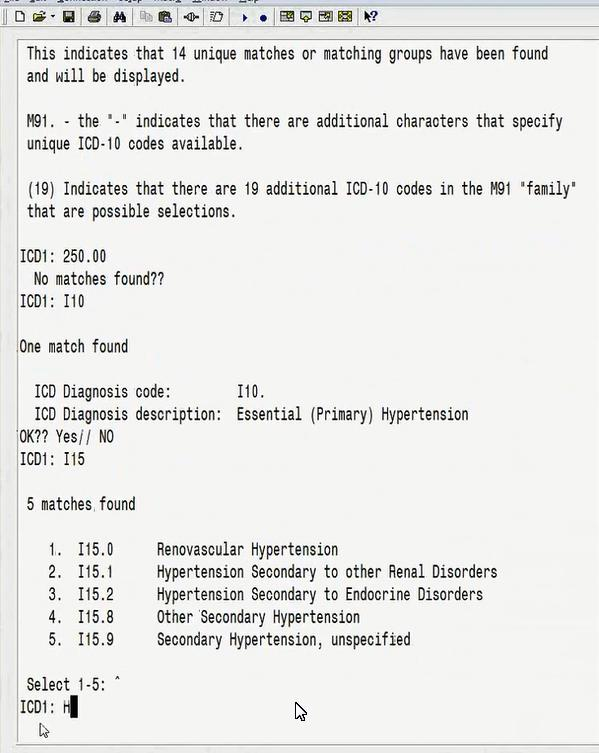 This indicates that 14 unique matches or matching groups have been found
and will be displayed.
M91. - the "-" indicates that there are additional charactors that specify
unique ICD-10 codes available.
(19) Indicates that there are 19 additional ICD-10 codes in the M91 "family"
that are possible selections.
ICD1: 250.00
No matches found??
ICD1: I10
One match found
ICD Diagnosis code: I10.
ICD Diagnosis description: Essential (Primary) Hypertension
OK?? Yes// NO
ICD1: I15
5 matches found
1. I15.0 Renovascular Hypertension
2. I15.1 Hypertension Secondary to other Renal Disorders
3. I15.2 Hypertension Secondary to Endocrine Disorders
4. I15.8 Other Secondary Hypertension
5. I15.9 Secondary Hypertension, unspecified
Select 1-5: ^
ICD1: H